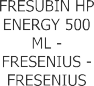 FRESUBIN HP
ENERGY 500
ML -
FRESENIUS -
FRESENIUS